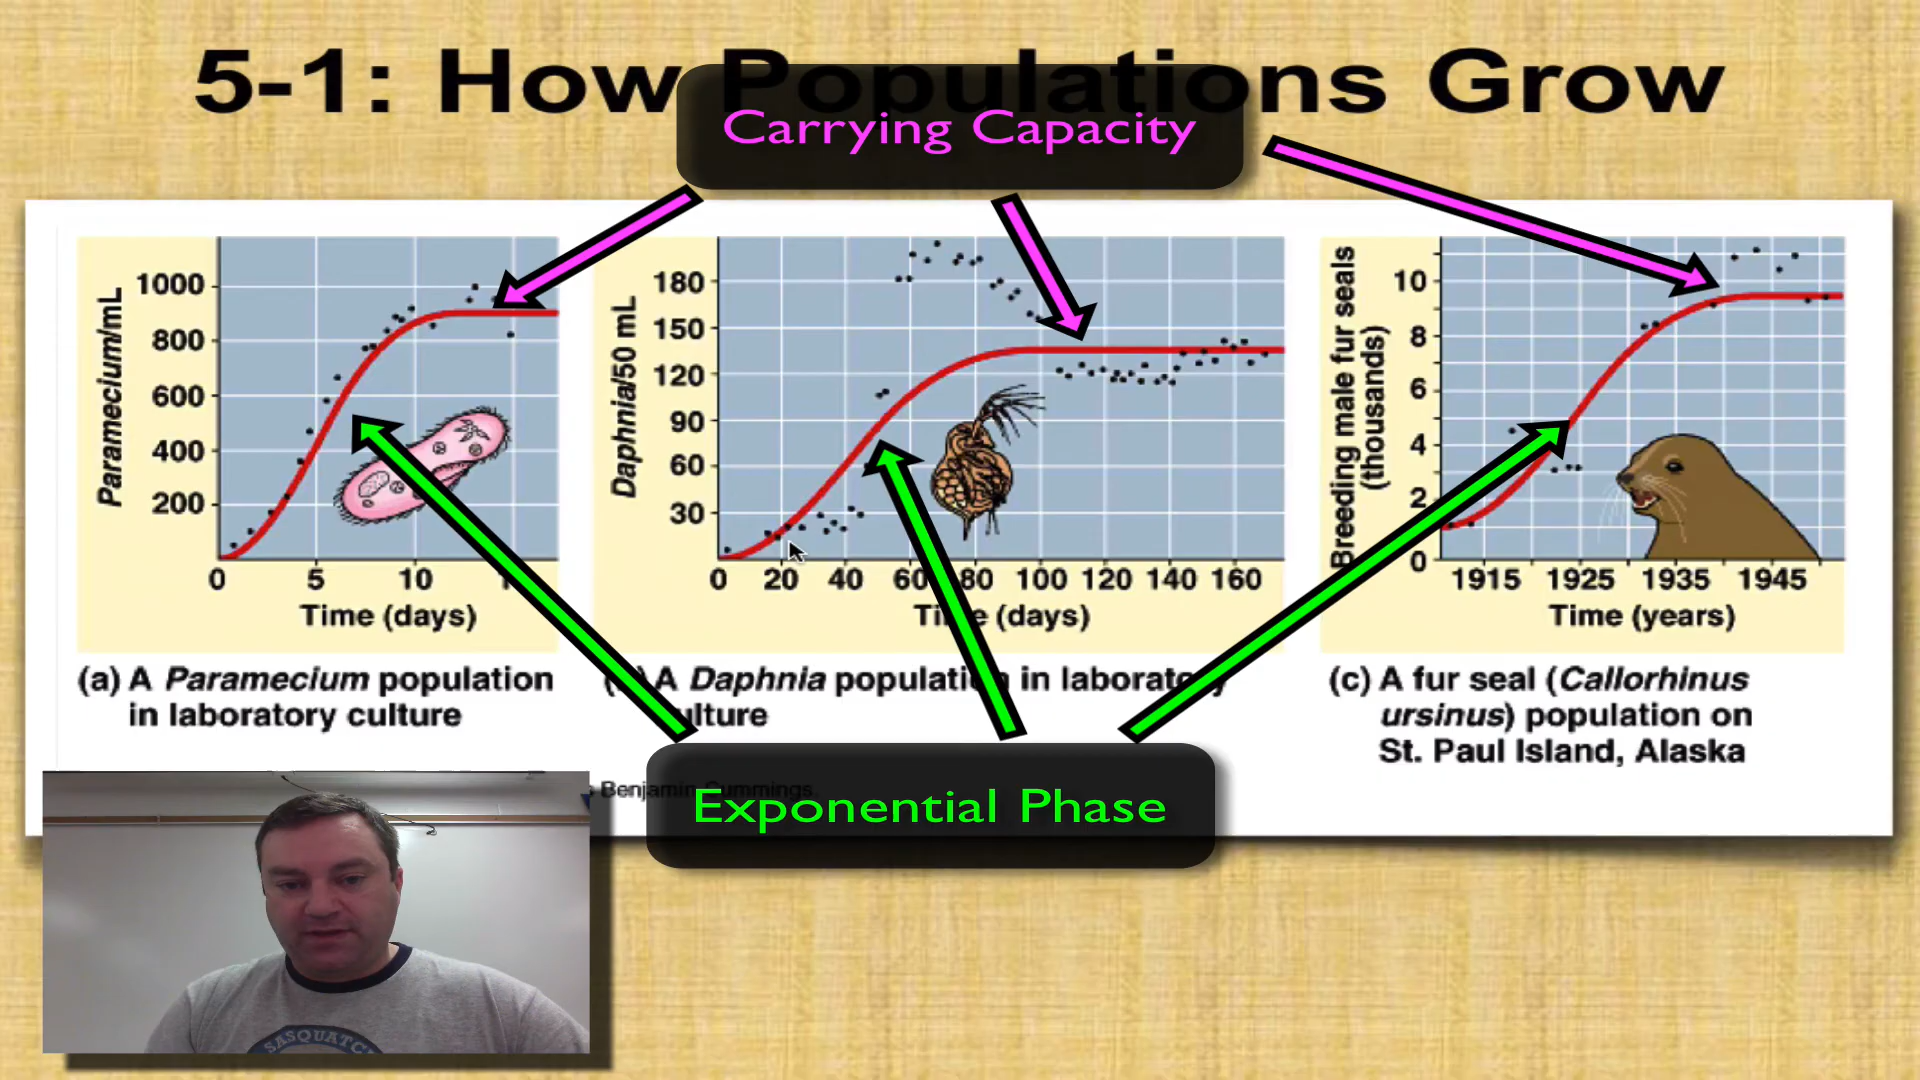 5-1: How Populations Grow
Carrying Capacity
Paramecium/mL
1000
800
600
400
200
0
5
10
Time (days)
(a) A Paramecium population
in laboratory culture
Daphnia/50 mL
180
150
120
90
60
30
0
20
40
60
80
100
120
140
160
Time (days)
A Daphnia population in laboratory
culture
Breeding male fur seals
(thousands)
10
8
6
4
2
0
1915
1925
1935
1945
Time (years)
(c) A fur seal (Callorhinus
ursinus) population on
St. Paul Island, Alaska
Benjamin Cummings.
Exponential Phase